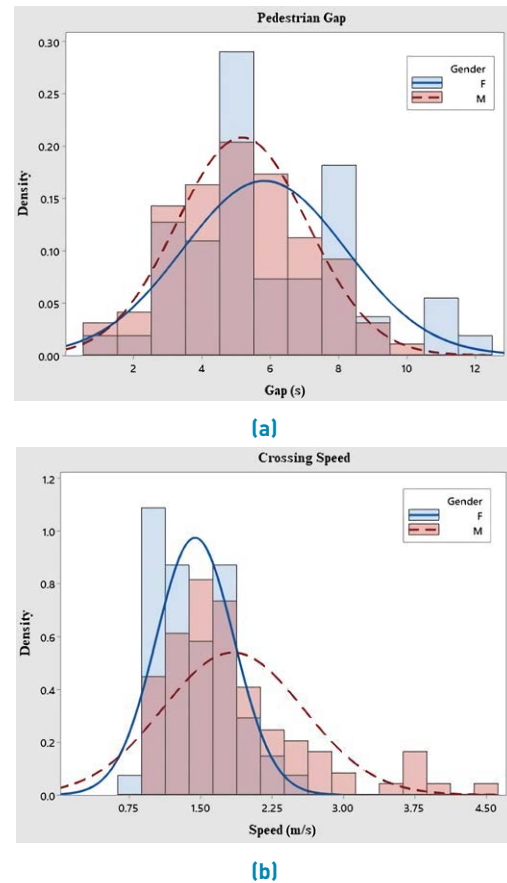 Pedestrian Gap
0.30
0.25
0.20
0.15
0.10
0.05
0.00
Density
Gender
F
M
2 4 6 8 10 12
Gap (s)
(a)
Crossing Speed
1.2
1.0
0.8
0.6
0.4
0.2
0.0
Density
Gender
F
M
0.75 1.50 2.25 3.00 3.75 4.50
Speed (m/s)
(b)